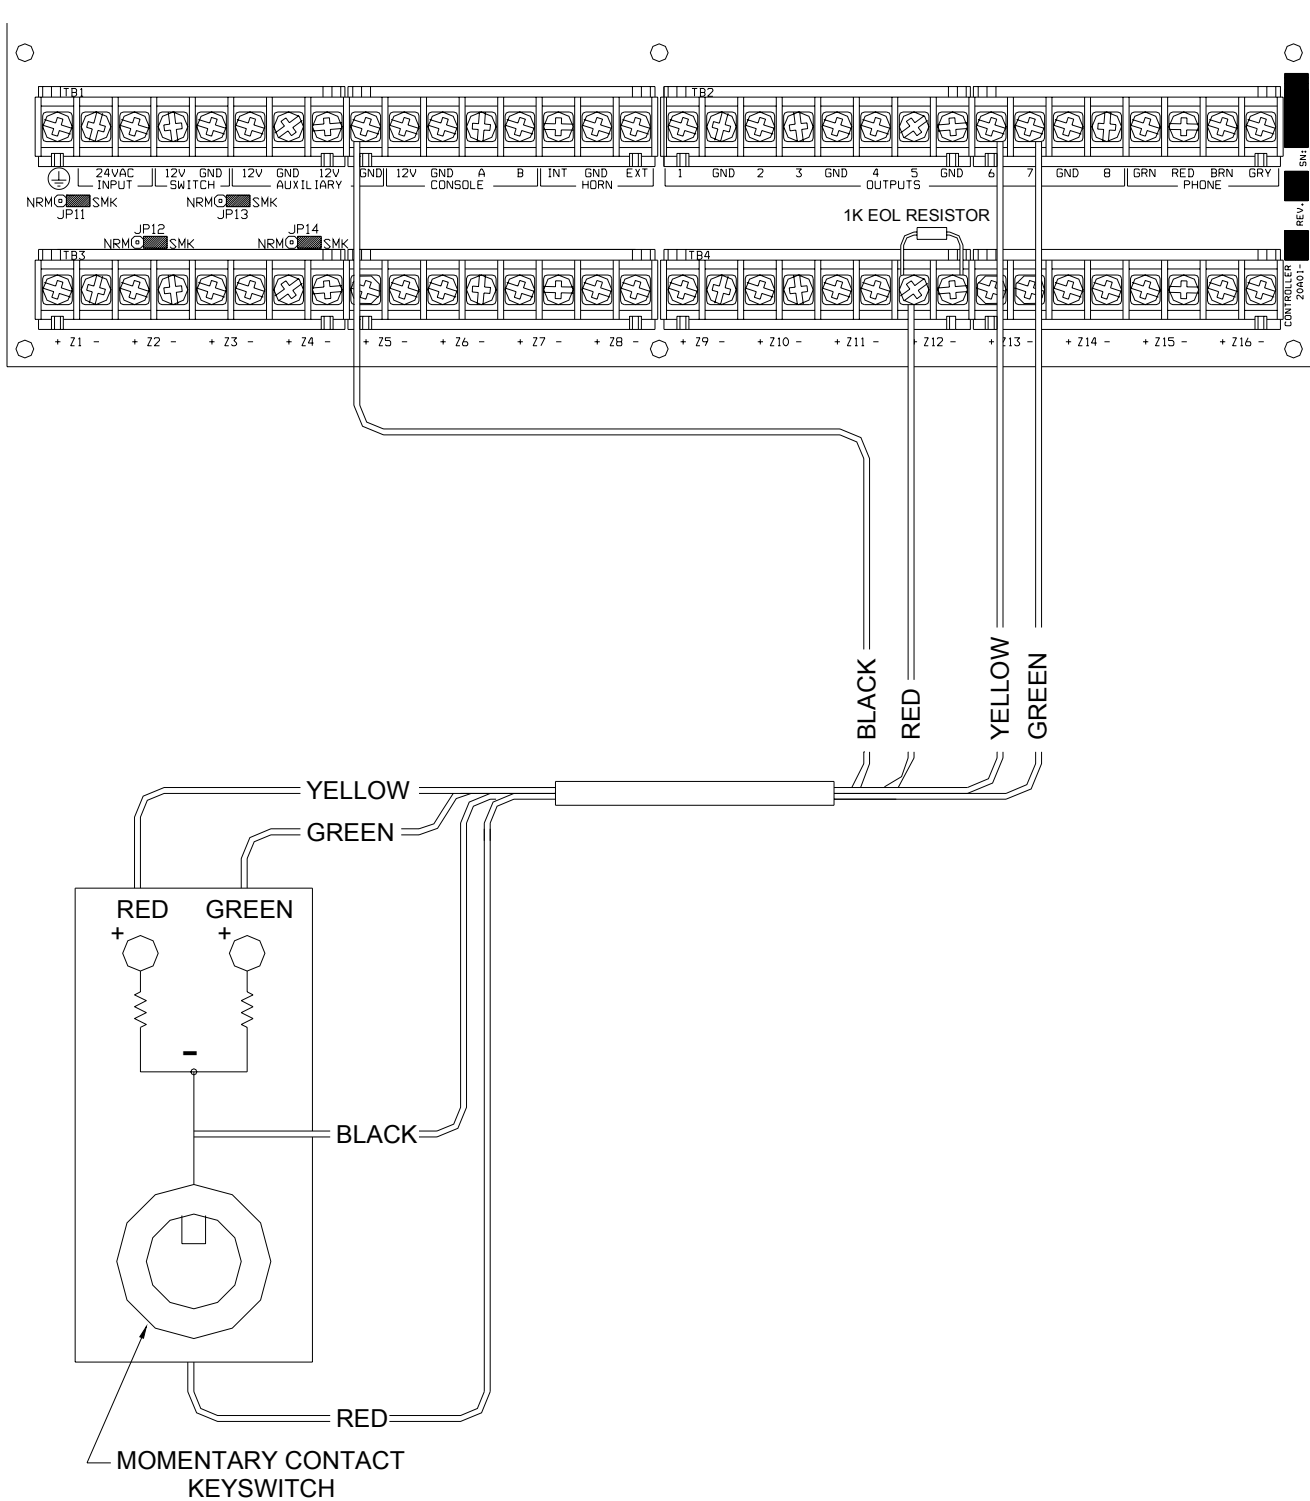 TB1 TB2
24VAC 12V GND 12V GND 12V GND 12V GND A B INT GND EXT 1 GND 2 3 GND 4 5 GND 6 7 GND 8 GRN RED BRN GRY
INPUT SWITCH AUXILIARY CONSOLE HORN OUTPUTS PHONE
NRM SMK NRM SMK
JP11 JP13
1K EOL RESISTOR
JP12 JP14
NRM SMK NRM SMK
TB3 TB4
+ Z1 - + Z2 - + Z3 - + Z4 - + Z5 - + Z6 - + Z7 - + Z8 - + Z9 - + Z10 - + Z11 - + Z12 - + Z13 - + Z14 - + Z15 - + Z16 -
SN:
REV.
CONTROLLER
20A01-
BLACK
RED
YELLOW
GREEN
YELLOW
GREEN
RED GREEN
+ +
-
BLACK
RED
MOMENTARY CONTACT
KEYSWITCH